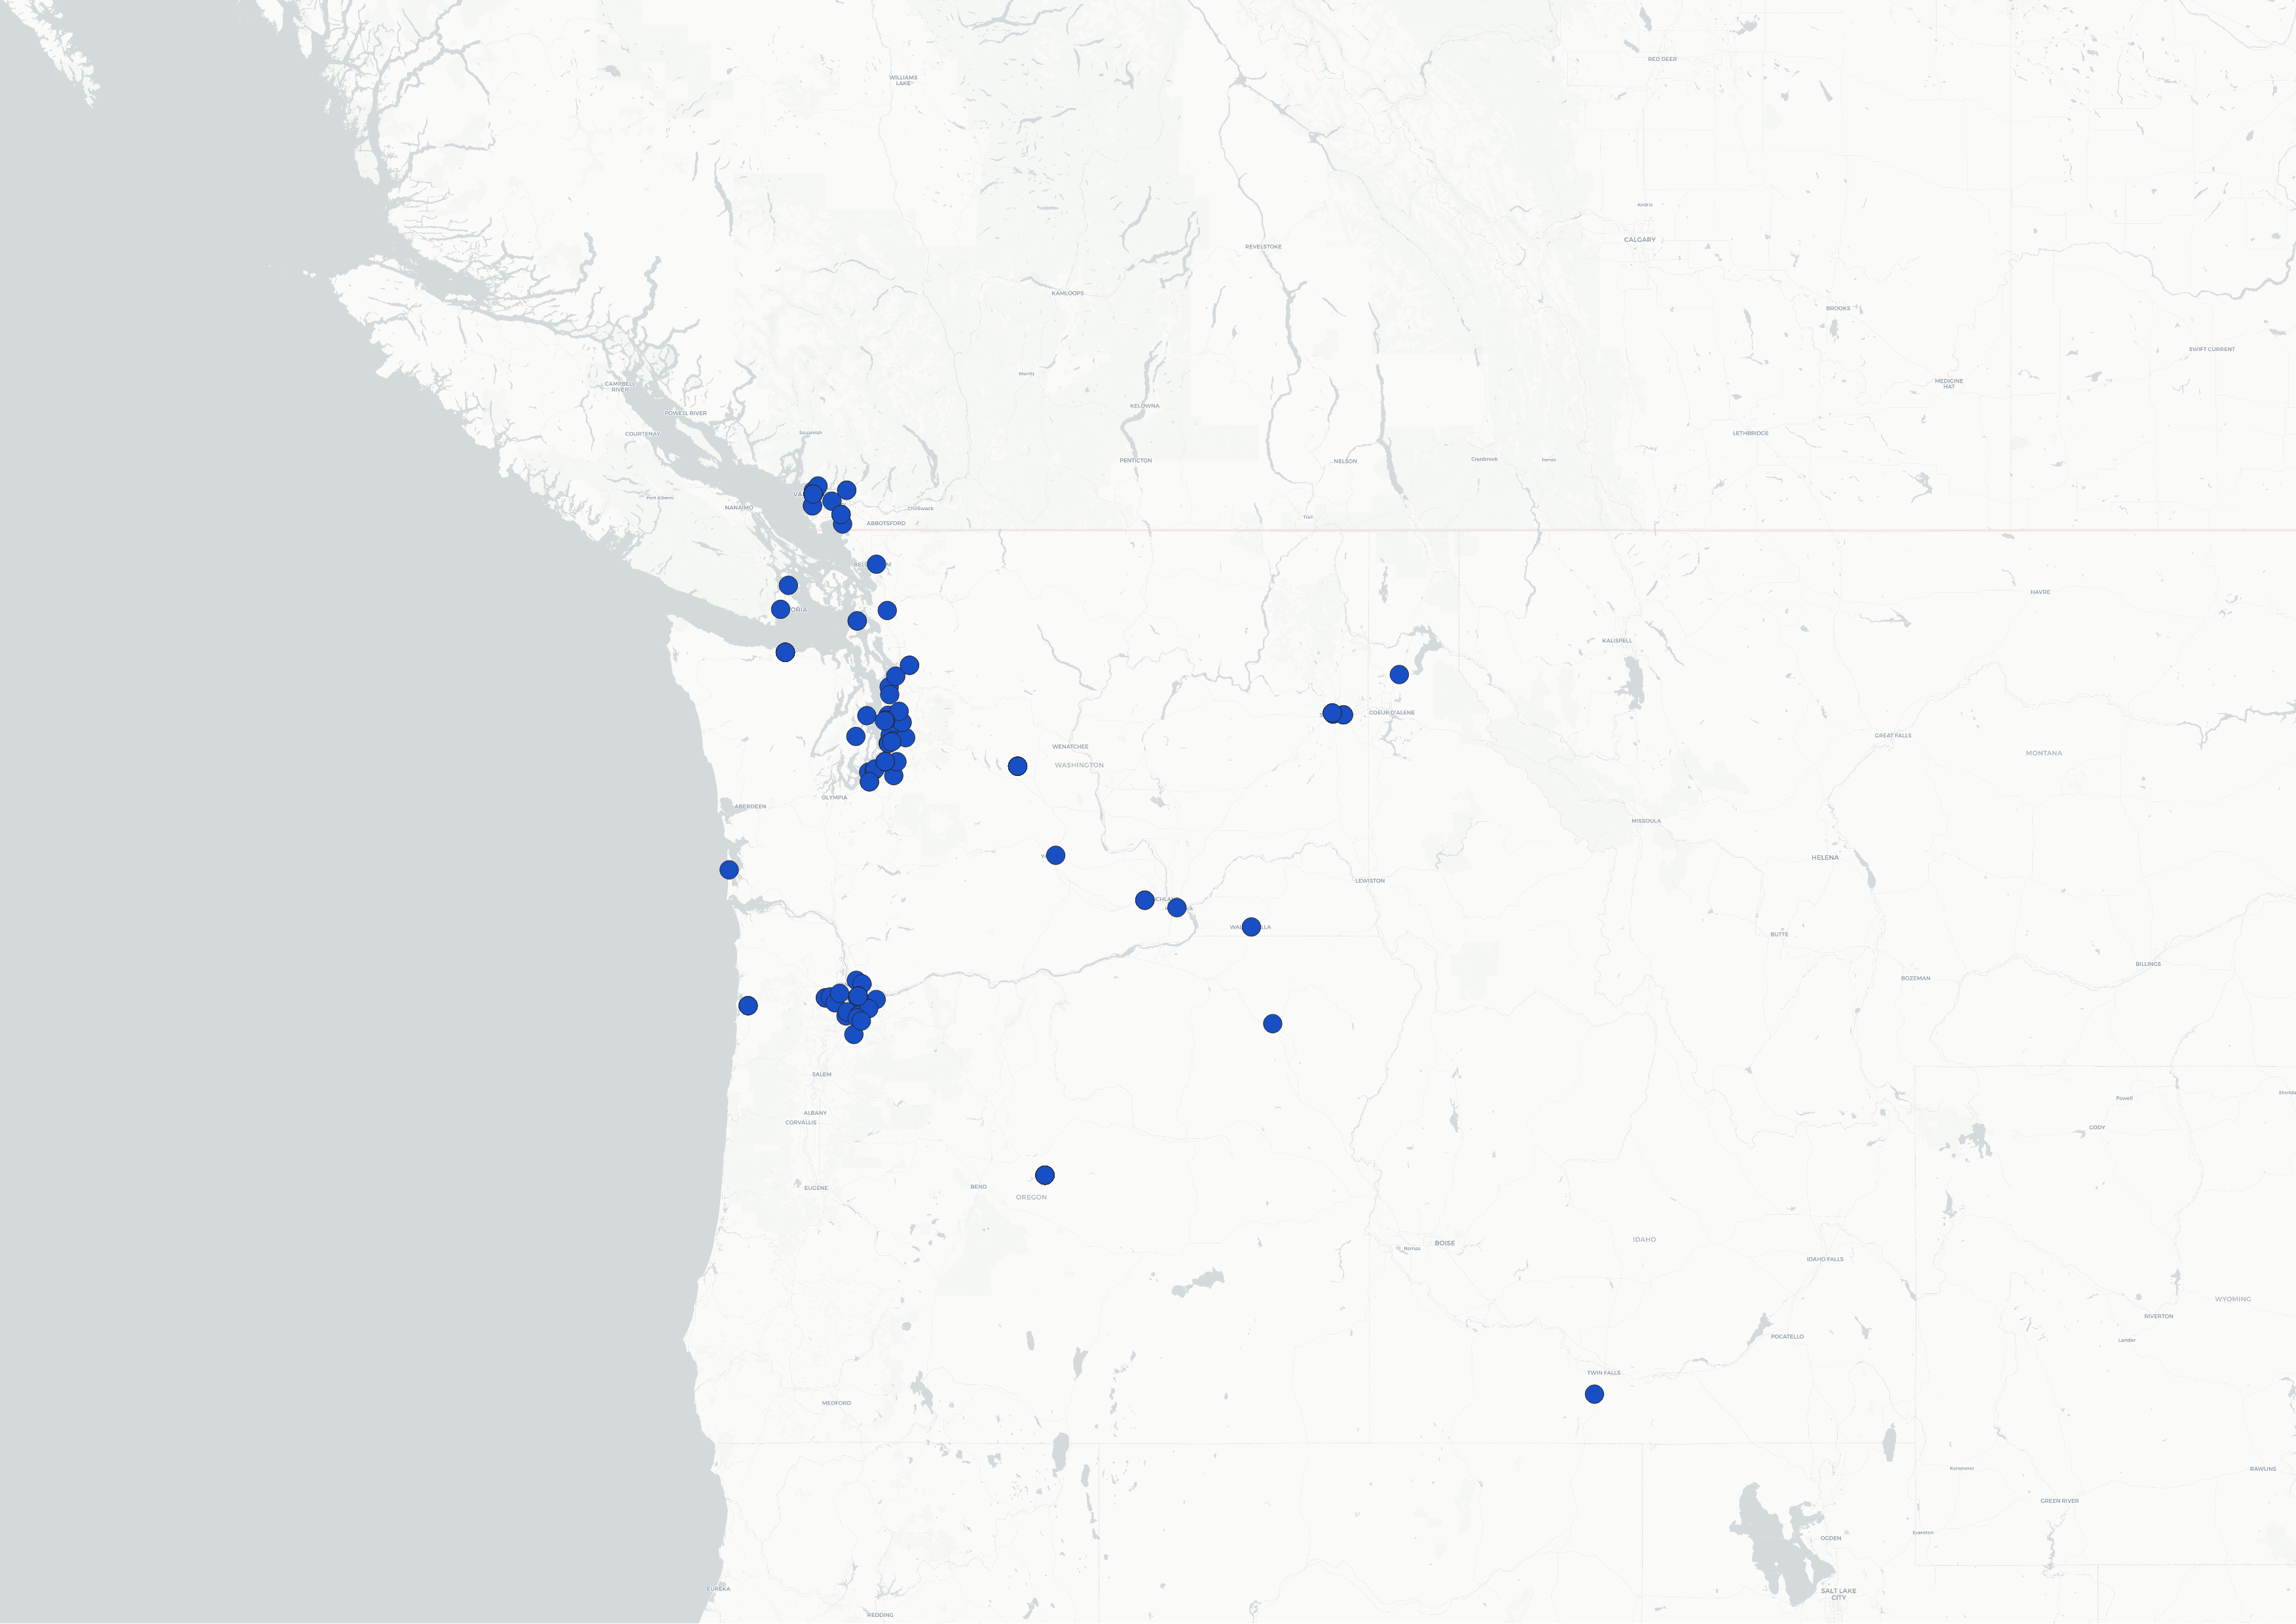 RED DEER
WILLIAMS
LAKE
Airdrie
CALGARY
REVELSTOKE
KAMLOOPS
BROOKS
SWIFT CURRENT
Merritt
MEDICINE
HAT
CAMPBELL
RIVER
KELOWNA
POWELL RIVER
COURTENAY
Squamish
LETHBRIDGE
PENTICTON
NELSON
Cranbrook
Fernie
Port Alberni
NANAIMO
Chilliwack
Trail
ABBOTSFORD
HAVRE
KALISPELL
COEUR D'ALENE
GREAT FALLS
WENATCHEE
MONTANA
WASHINGTON
OLYMPIA
ABERDEEN
MISSOULA
HELENA
LEWISTON
BUTTE
BILLINGS
BOZEMAN
SALEM
Powell
ALBANY
CORVALLIS
CODY
EUGENE
BEND
OREGON
IDAHO
BOISE
Nampa
IDAHO FALLS
WYOMING
RIVERTON
POCATELLO
Lander
TWIN FALLS
MEDFORD
Kemmerer
RAWLINS
GREEN RIVER
Evanston
OGDEN
EUREKA
SALT LAKE
CITY
REDDING